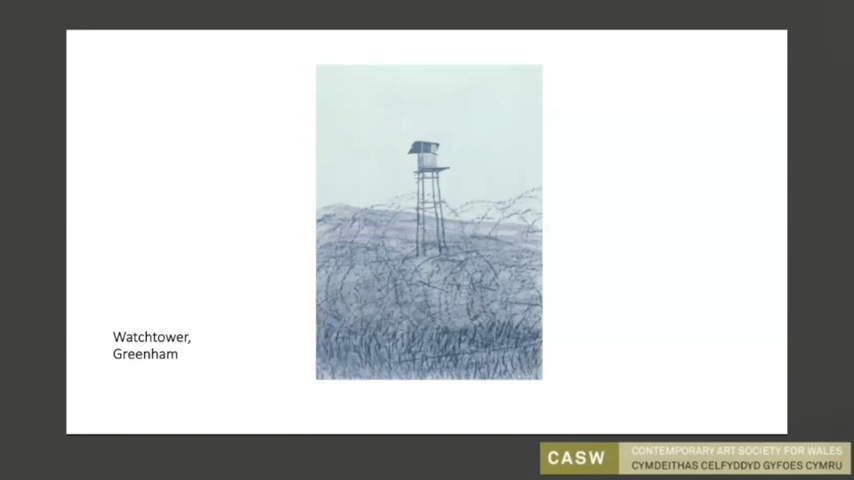 Watchtower,
Greenham
CASW
CONTEMPORARY ART SOCIETY FOR WALES
CYMDEITHAS CELFYDDYD GYFOES CYMRU